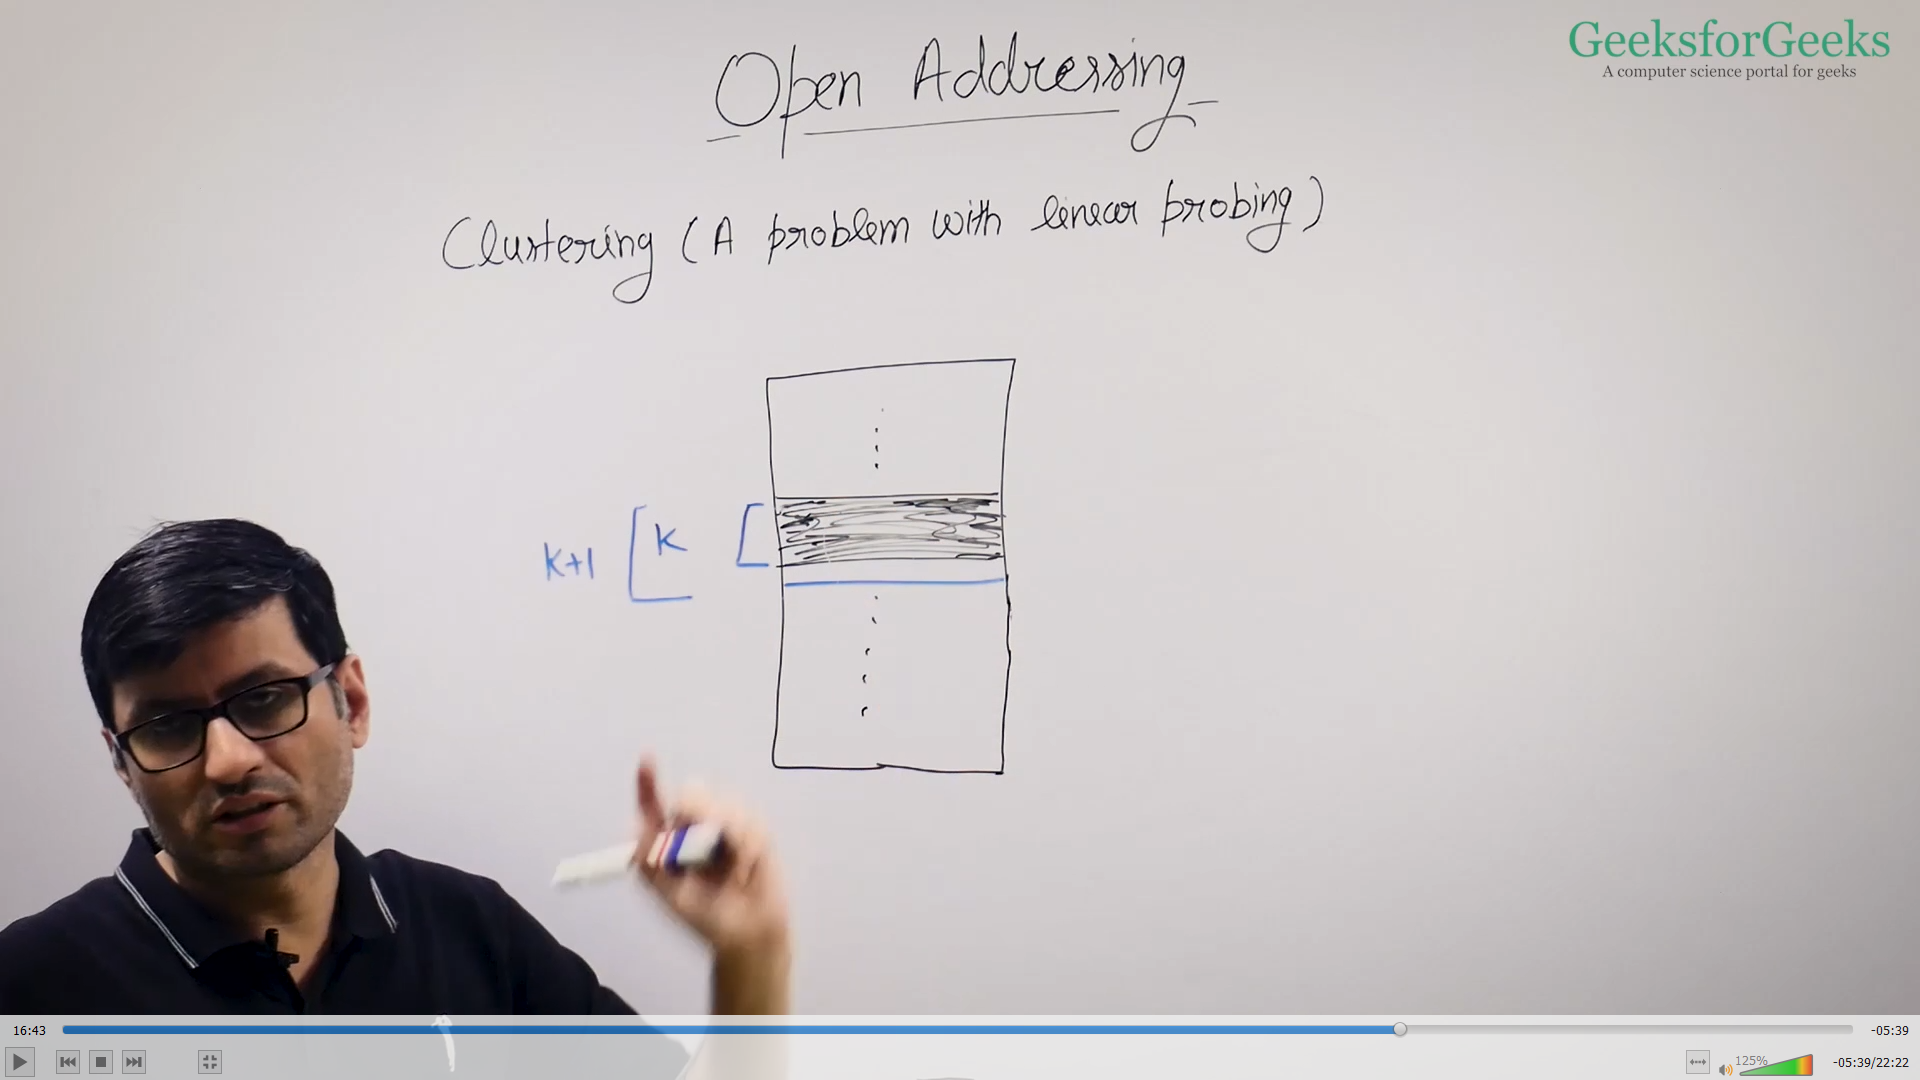 GeeksforGeeks
A computer science portal for geeks
Open Addressing
Clustering (A problem with linear probing)
K+1
K
16:43
-05:39
125%
-05:39/22:22